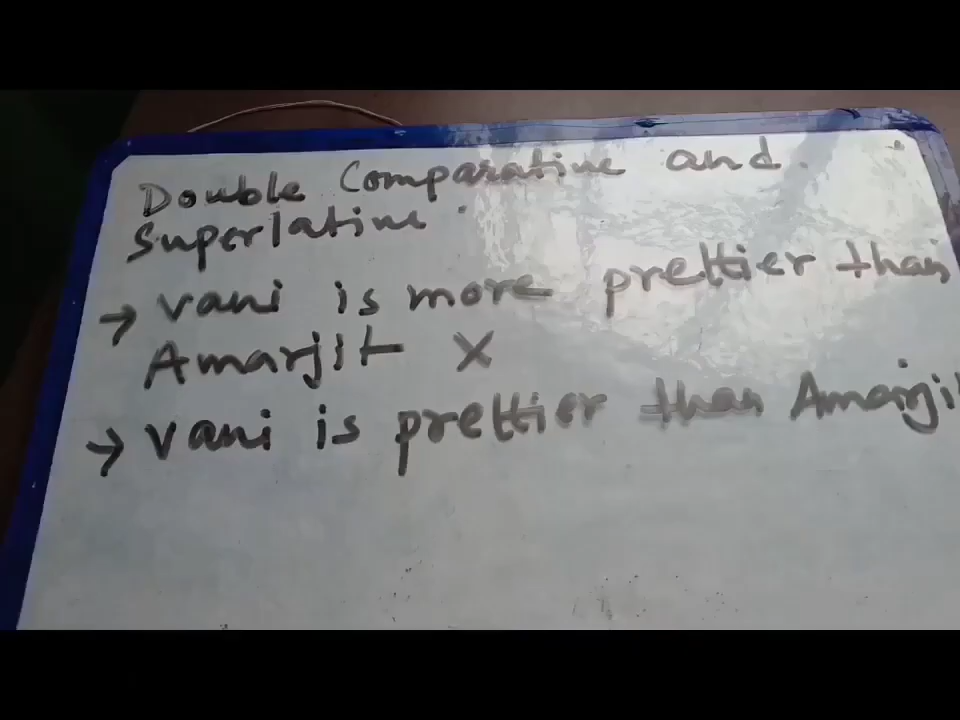 Double Comparative and.
Superlative
→ Vani is more prettier than
Amarjit X
→ Vani is prettier than Amarjit